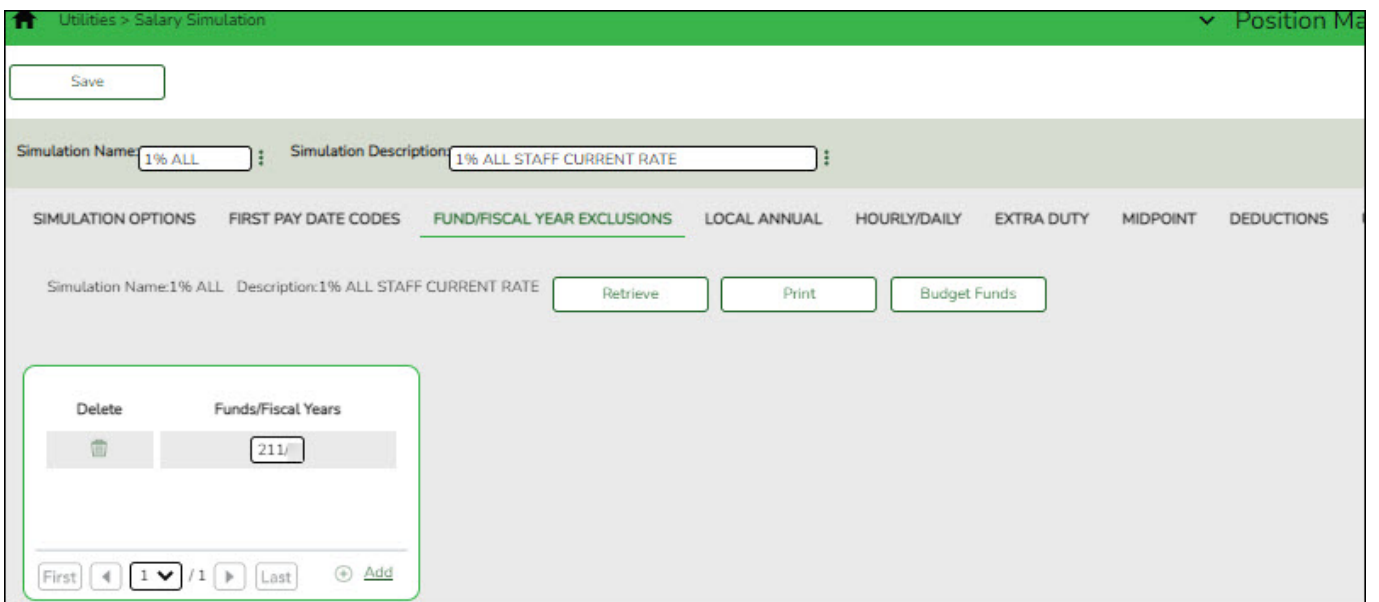 Utilities > Salary Simulation
Position Ma
Save
Simulation Name: 1% ALL Simulation Description: 1% ALL STAFF CURRENT RATE
SIMULATION OPTIONS FIRST PAY DATE CODES FUND/FISCAL YEAR EXCLUSIONS LOCAL ANNUAL HOURLY/DAILY EXTRA DUTY MIDPOINT DEDUCTIONS
Simulation Name:1% ALL Description:1% ALL STAFF CURRENT RATE Retrieve Print Budget Funds
Delete Funds/Fiscal Years
211/
First 1 / 1 Last Add